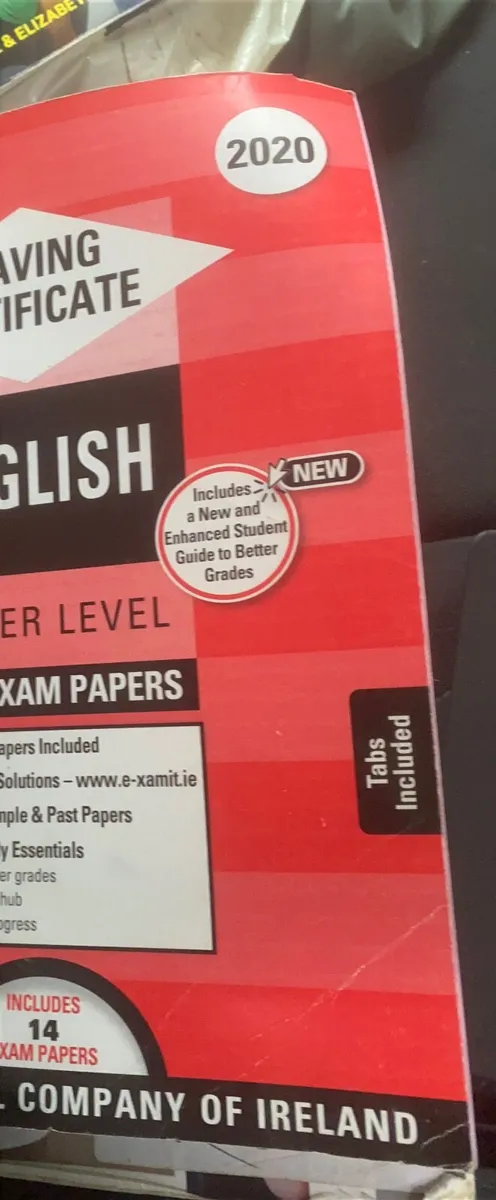 & ELIZABE
2020
AVING
TIFICATE
GLISH
NEW
Includes
a New and
Enhanced Student
Guide to Better
Grades
ER LEVEL
XAM PAPERS
apers Included
Solutions – www.e-xamit.ie
mple & Past Papers
y Essentials
er grades
hub
ogress
Tabs
Included
INCLUDES
14
XAM PAPERS
L COMPANY OF IRELAND